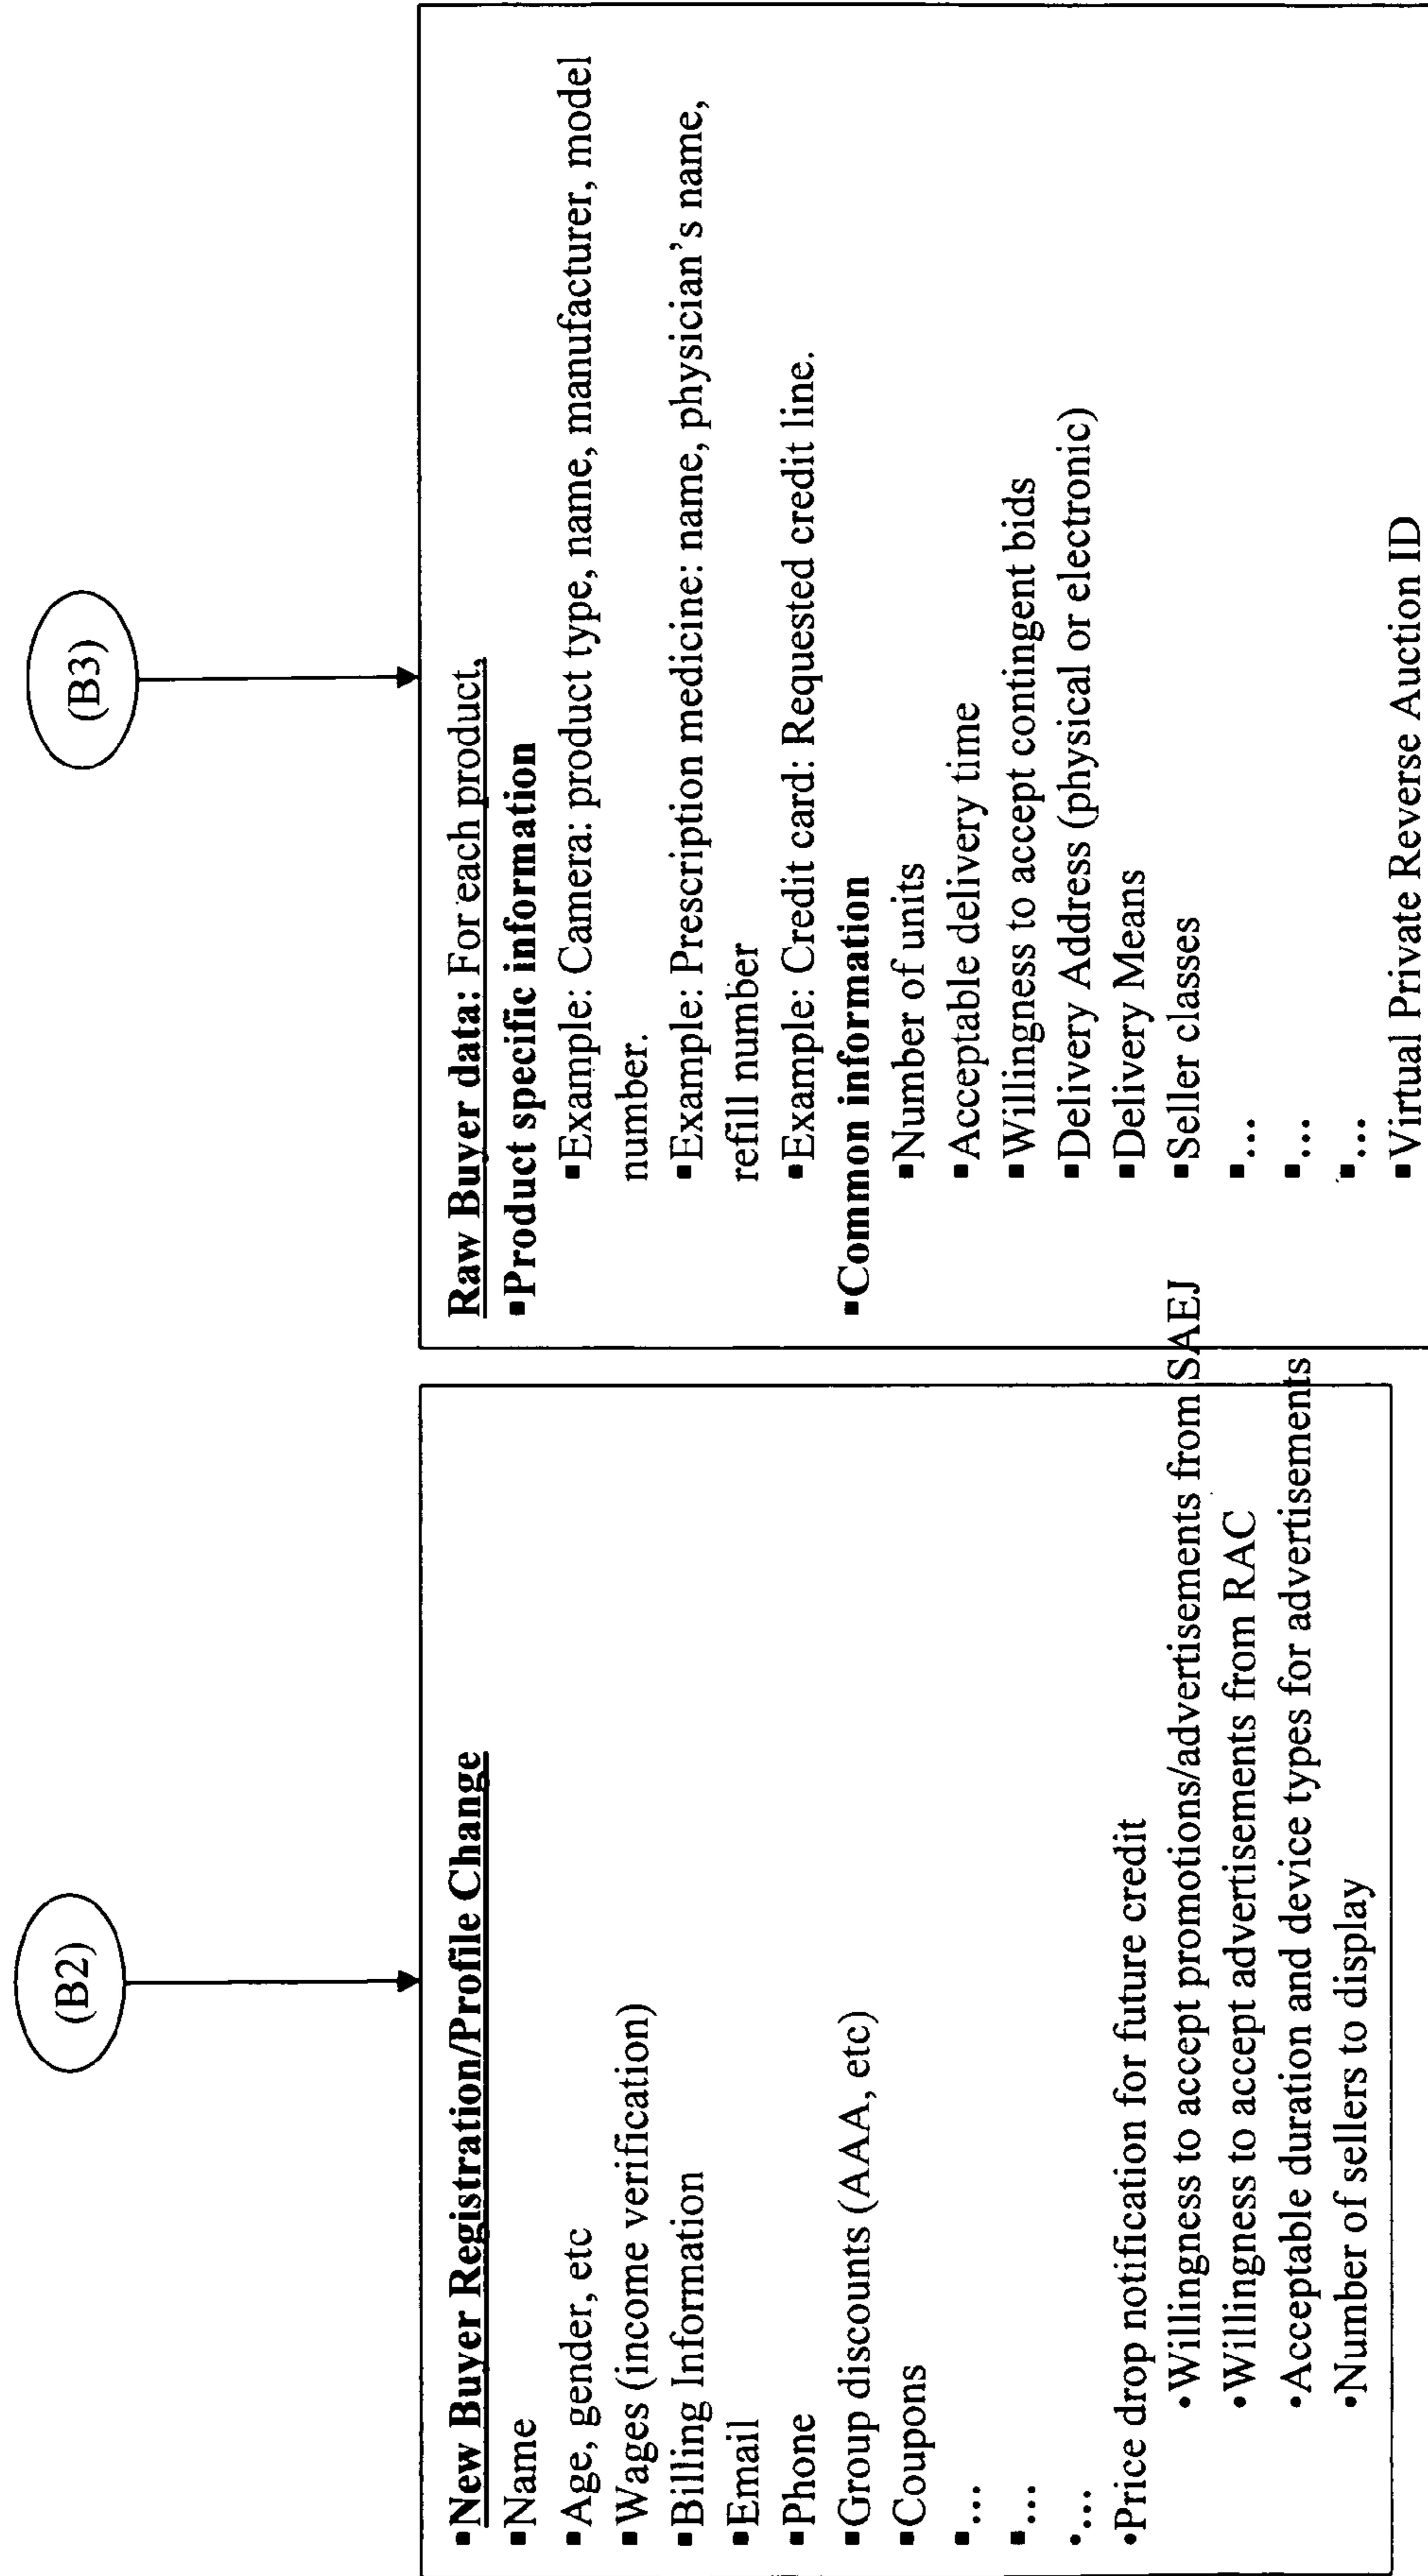 (B2)
▪New Buyer Registration/Profile Change
▪Name
▪Age, gender, etc
▪Wages (income verification)
▪Billing Information
▪Email
▪Phone
▪Group discounts (AAA, etc)
▪Coupons
▪...
▪...
•...
•Price drop notification for future credit
•Willingness to accept promotions/advertisements from SAEJ
•Willingness to accept advertisements from RAC
•Acceptable duration and device types for advertisements
•Number of sellers to display
(B3)
Raw Buyer data: For each product,
▪Product specific information
▪Example: Camera: product type, name, manufacturer, model
number.
▪Example: Prescription medicine: name, physician's name,
refill number
▪Example: Credit card: Requested credit line.
▪Common information
▪Number of units
▪Acceptable delivery time
▪Willingness to accept contingent bids
▪Delivery Address (physical or electronic)
▪Delivery Means
▪Seller classes
▪...
▪...
▪...
▪Virtual Private Reverse Auction ID